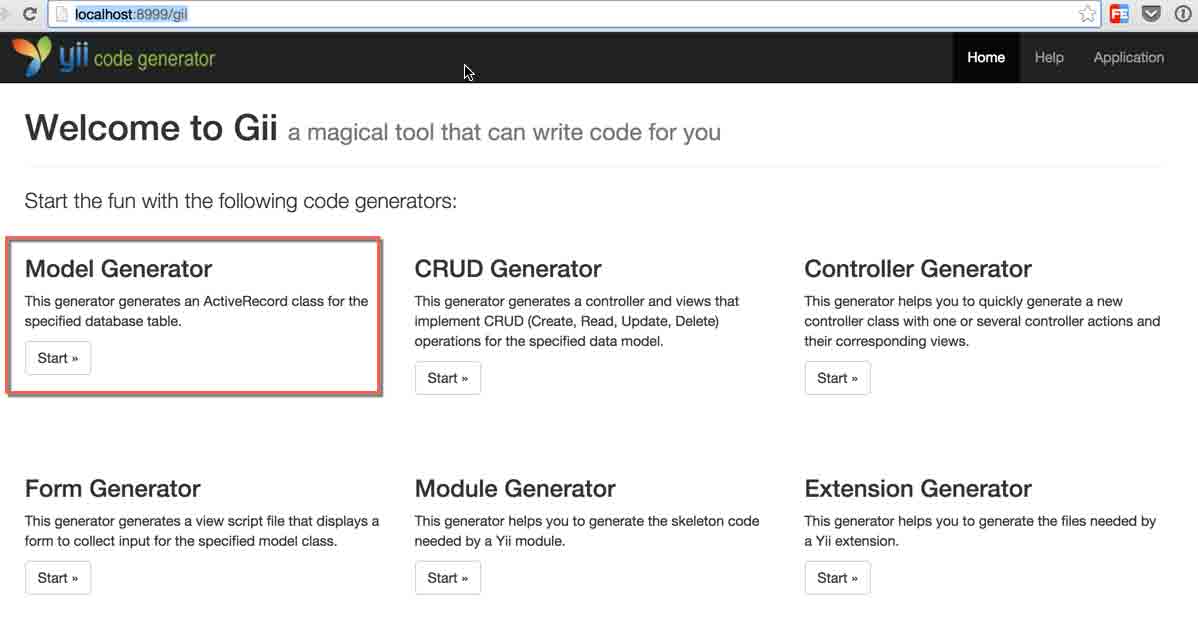 localhost:8999/gii
FE
yii code generator
Home Help Application
Welcome to Gii a magical tool that can write code for you
Start the fun with the following code generators:
Model Generator
This generator generates an ActiveRecord class for the
specified database table.
Start »
CRUD Generator
This generator generates a controller and views that
implement CRUD (Create, Read, Update, Delete)
operations for the specified data model.
Start »
Controller Generator
This generator helps you to quickly generate a new
controller class with one or several controller actions and
their corresponding views.
Start »
Form Generator
This generator generates a view script file that displays a
form to collect input for the specified model class.
Start »
Module Generator
This generator helps you to generate the skeleton code
needed by a Yii module.
Start »
Extension Generator
This generator helps you to generate the files needed by
a Yii extension.
Start »